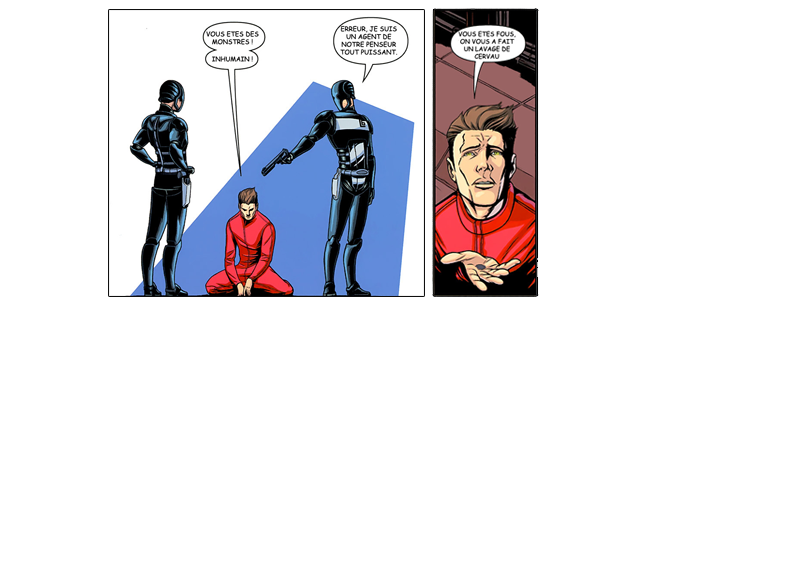 VOUS ETES DES
MONSTRES !
INHUMAIN !
ERREUR, JE SUIS
UN AGENT DE
NOTRE PENSEUR
TOUT PUISSANT.
VOUS ETES FOUS,
ON VOUS A FAIT
UN LAVAGE DE
CERVAU